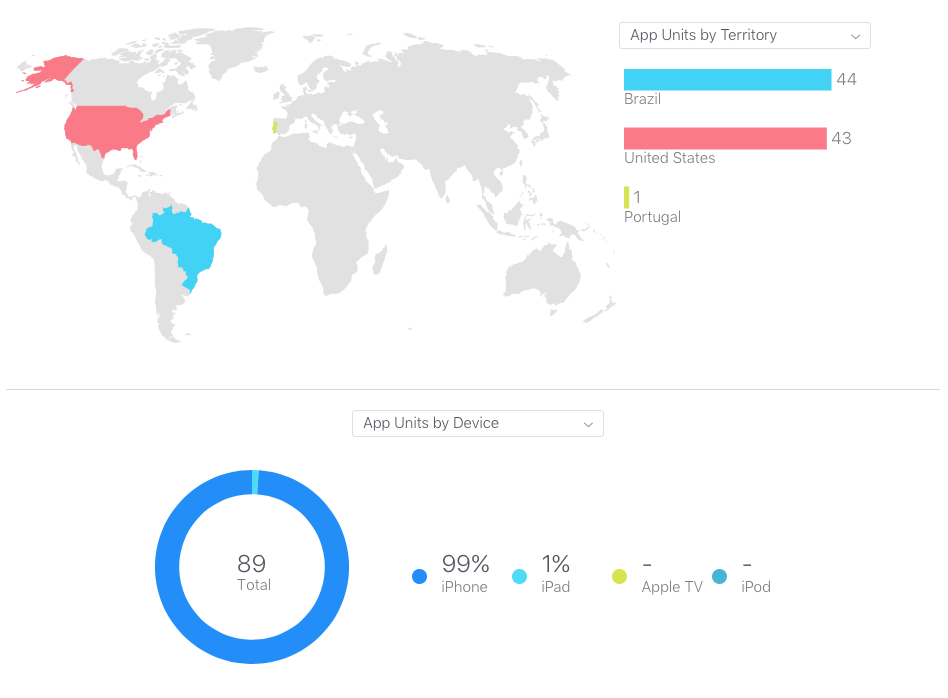 App Units by Territory
44
Brazil
43
United States
1
Portugal
App Units by Device
89
Total
99%
iPhone
1%
iPad
-
Apple TV
-
iPod